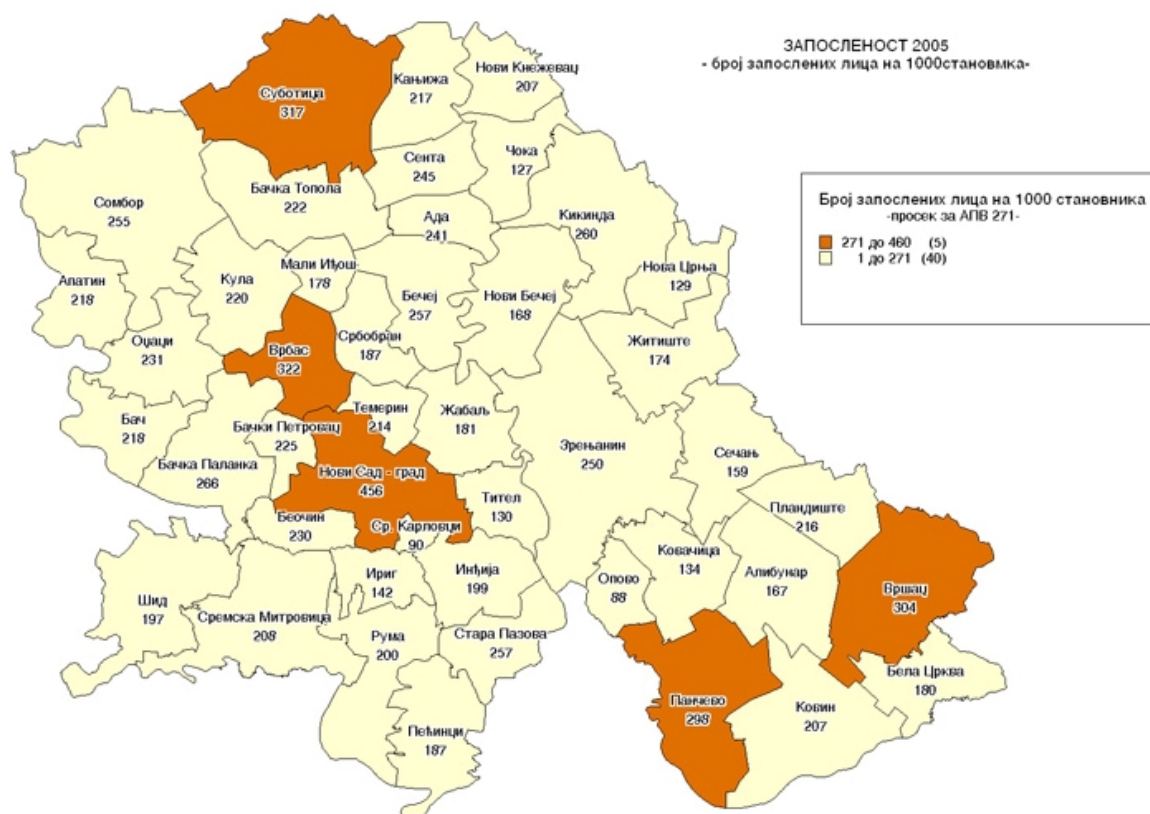 ЗАПОСЛЕНОСТ 2005
- број запослених лица на 1000становмка-
Број запослених лица на 1000 становника
-просек за АПВ 271-
271 до 460 (5)
1 до 271 (40)
Суботица
317
Кањижа
217
Нови Кнежевац
207
Сента
245
Чока
127
Бачка Топола
222
Сомбор
255
Ада
241
Кикинда
260
Мали Иђош
178
Кула
220
Апатин
218
Бечеј
257
Нови Бечеј
168
Нова Црња
129
Оџаци
231
Врбас
322
Србобран
187
Житиште
174
Бач
218
Бачки Петровац
225
Темерин
214
Жабаљ
181
Зрењанин
250
Сечањ
159
Бачка Паланка
266
Нови Сад - град
456
Тител
130
Пландиште
216
Беочин
230
Ср. Карловци
90
Ковачица
134
Алибунар
167
Опово
88
Вршац
304
Шид
197
Сремска Митровица
208
Ириг
142
Инђија
199
Рума
200
Стара Пазова
257
Бела Црква
180
Панчево
298
Ковин
207
Пећинци
187